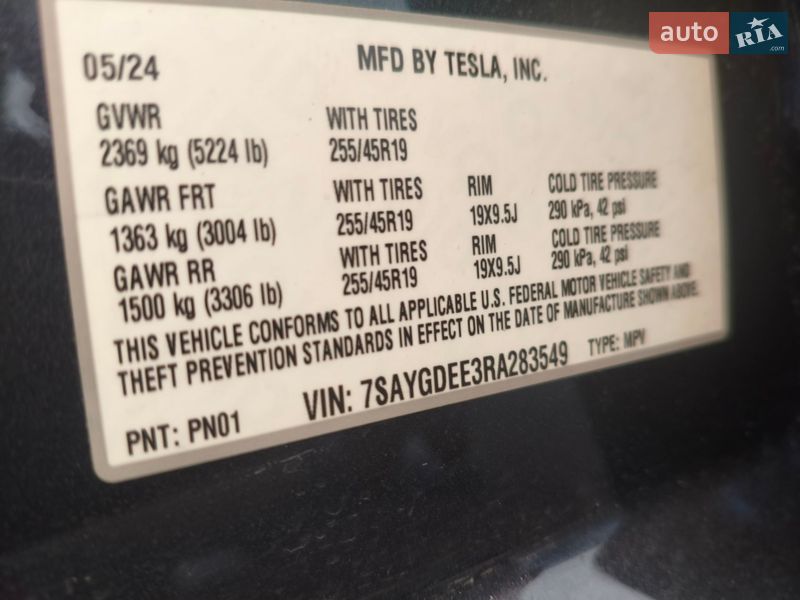 auto RIA.com
05/24 MFD BY TESLA, INC.
GVWR WITH TIRES
2369 kg (5224 lb) 255/45R19
GAWR FRT WITH TIRES RIM COLD TIRE PRESSURE
1363 kg (3004 lb) 255/45R19 19X9.5J 290 kPa, 42 psi
GAWR RR WITH TIRES RIM COLD TIRE PRESSURE
1500 kg (3306 lb) 255/45R19 19X9.5J 290 kPa, 42 psi
THIS VEHICLE CONFORMS TO ALL APPLICABLE U.S. FEDERAL MOTOR VEHICLE SAFETY AND
THEFT PREVENTION STANDARDS IN EFFECT ON THE DATE OF MANUFACTURE SHOWN ABOVE.
PNT: PN01 VIN: 7SAYGDEE3RA283549 TYPE: MPV